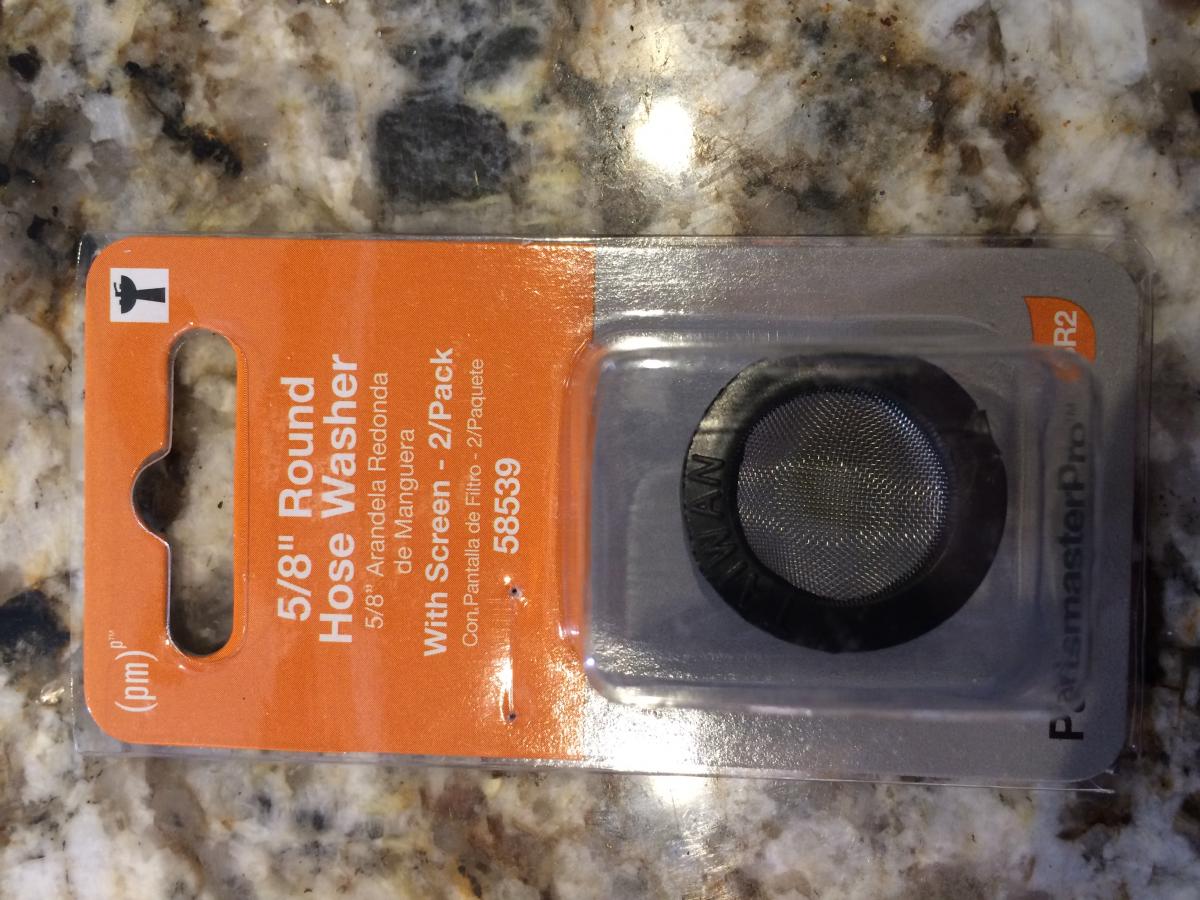 (pm)ᵖ™
5/8" Round
Hose Washer
5/8" Arandela Redonda
de Manguera
With Screen - 2/Pack
Con Pantalla de Filtro - 2/Paquete
58539
TAIWAN
R2
PartsmasterPro™